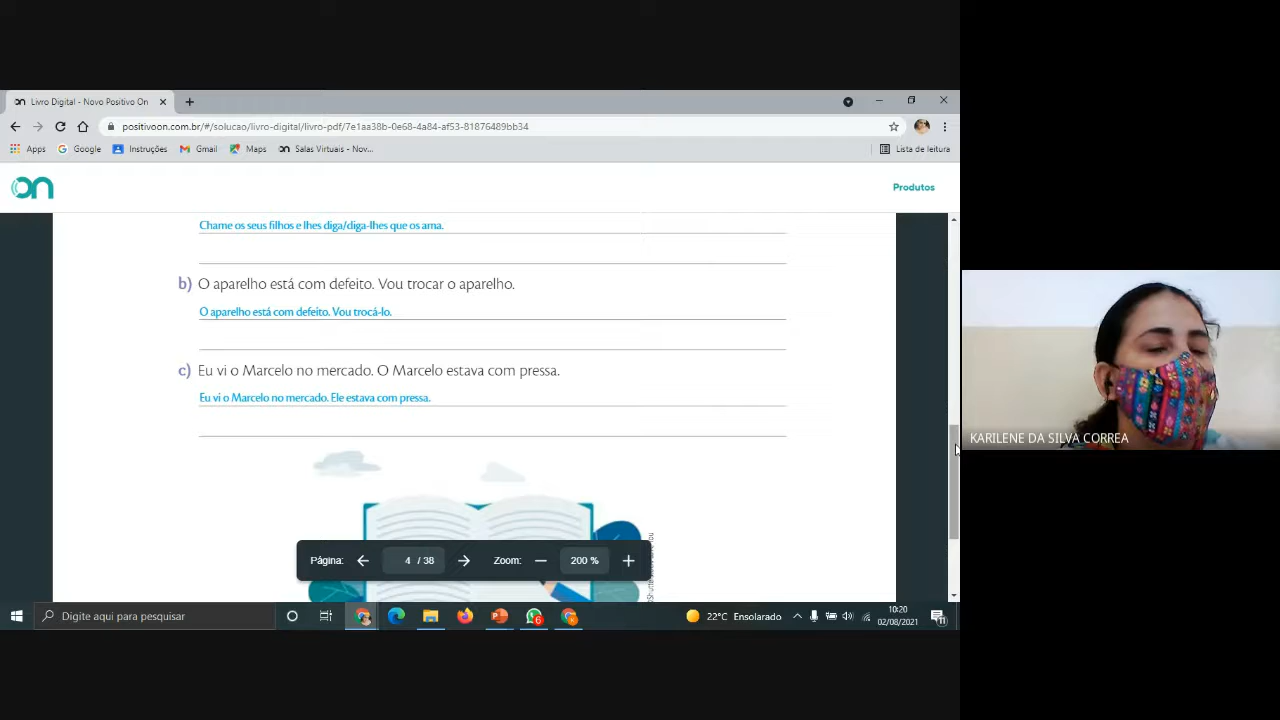 Livro Digital - Novo Positivo On
positivoon.com.br/#/solucao/livro-digital/livro-pdf/7e1aa38b-0e68-4a84-af53-81876489bb34
Apps Google Instruções Gmail Maps Salas Virtuais - Nov... Lista de leitura
on Produtos
Chame os seus filhos e lhes diga/diga-lhes que os ama.
b) O aparelho está com defeito. Vou trocar o aparelho.
O aparelho está com defeito. Vou trocá-lo.
c) Eu vi o Marcelo no mercado. O Marcelo estava com pressa.
Eu vi o Marcelo no mercado. Ele estava com pressa.
KARILENE DA SILVA CORREA
Página: 4 / 38 Zoom: 200 %
Digite aqui para pesquisar 6 22°C Ensolarado 10:20
02/08/2021 11